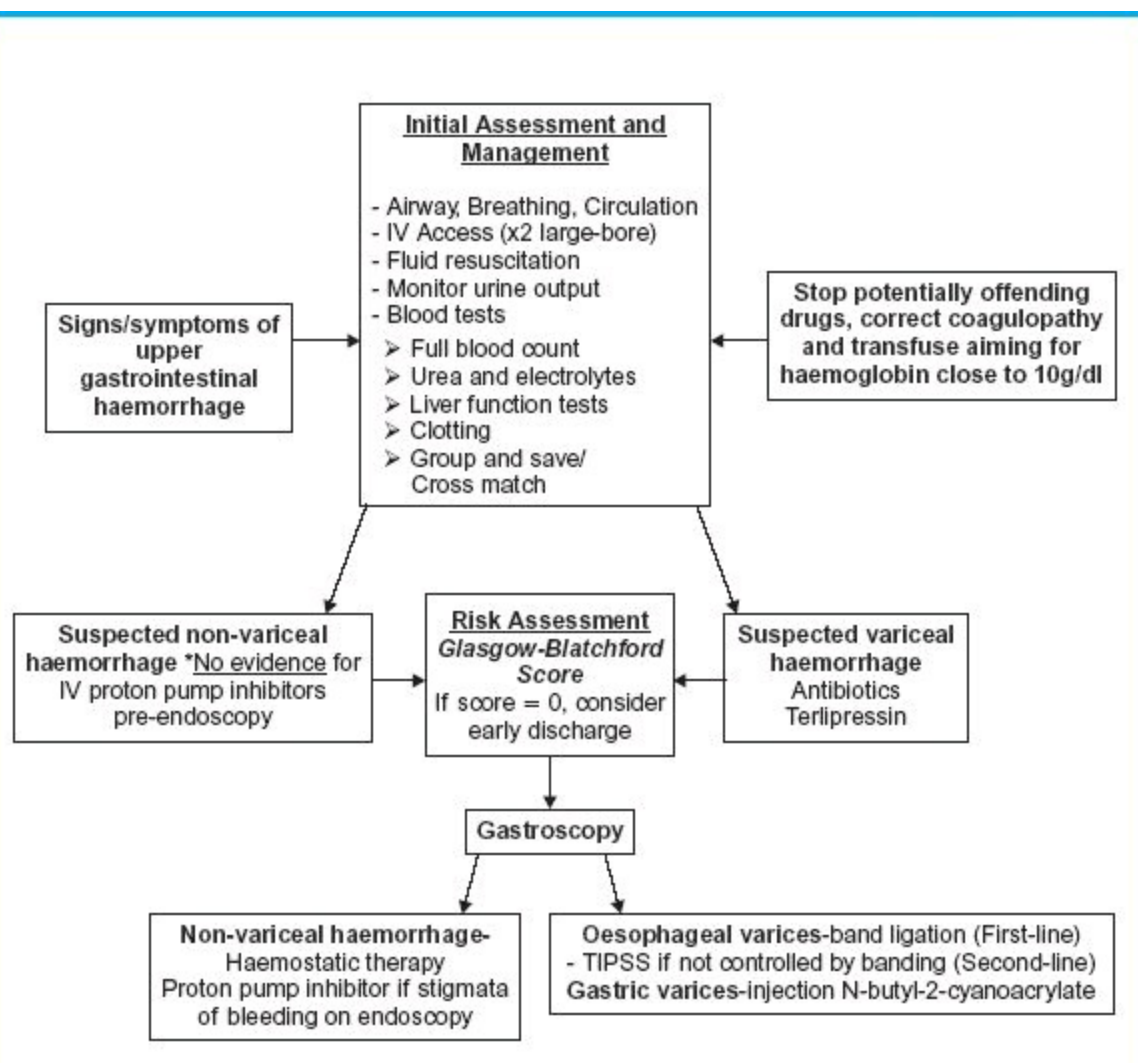 Initial Assessment and
Management
- Airway, Breathing, Circulation
- IV Access (x2 large-bore)
- Fluid resuscitation
- Monitor urine output
- Blood tests
➢ Full blood count
➢ Urea and electrolytes
➢ Liver function tests
➢ Clotting
➢ Group and save/
Cross match
Signs/symptoms of
upper
gastrointestinal
haemorrhage
Stop potentially offending
drugs, correct coagulopathy
and transfuse aiming for
haemoglobin close to 10g/dl
Suspected non-variceal
haemorrhage *No evidence for
IV proton pump inhibitors
pre-endoscopy
Risk Assessment
Glasgow-Blatchford
Score
If score = 0, consider
early discharge
Suspected variceal
haemorrhage
Antibiotics
Terlipressin
Gastroscopy
Non-variceal haemorrhage-
Haemostatic therapy
Proton pump inhibitor if stigmata
of bleeding on endoscopy
Oesophageal varices-band ligation (First-line)
- TIPSS if not controlled by banding (Second-line)
Gastric varices-injection N-butyl-2-cyanoacrylate